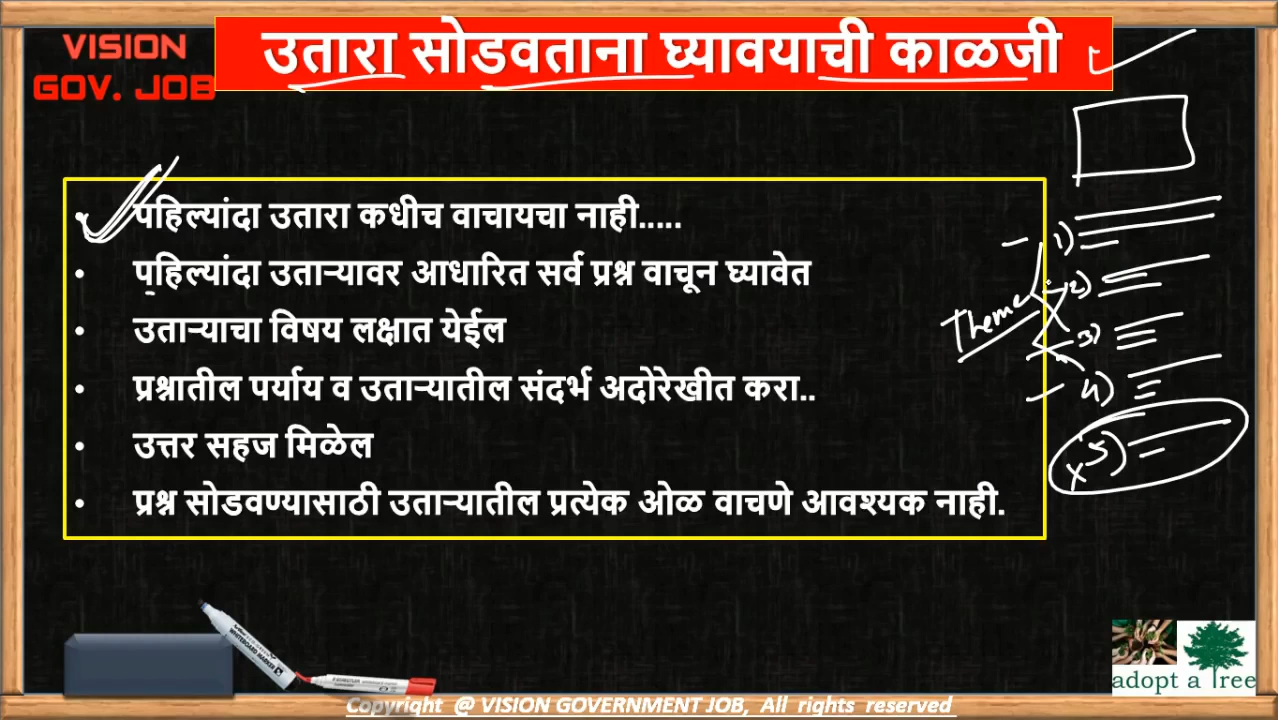 VISION
GOV. JOB
उतारा सोडवताना घ्यावयाची काळजी
• पहिल्यांदा उतारा कधीच वाचायचा नाही.....
• पहिल्यांदा उताऱ्यावर आधारित सर्व प्रश्न वाचून घ्यावेत
• उताऱ्याचा विषय लक्षात येईल
• प्रश्नातील पर्याय व उताऱ्यातील संदर्भ अदोरेखीत करा..
• उत्तर सहज मिळेल
• प्रश्न सोडवण्यासाठी उताऱ्यातील प्रत्येक ओळ वाचणे आवश्यक नाही.
1)
2)
Theme
3)
4)
x 5)
adopt a Tree
Copyright @ VISION GOVERNMENT JOB, All rights reserved